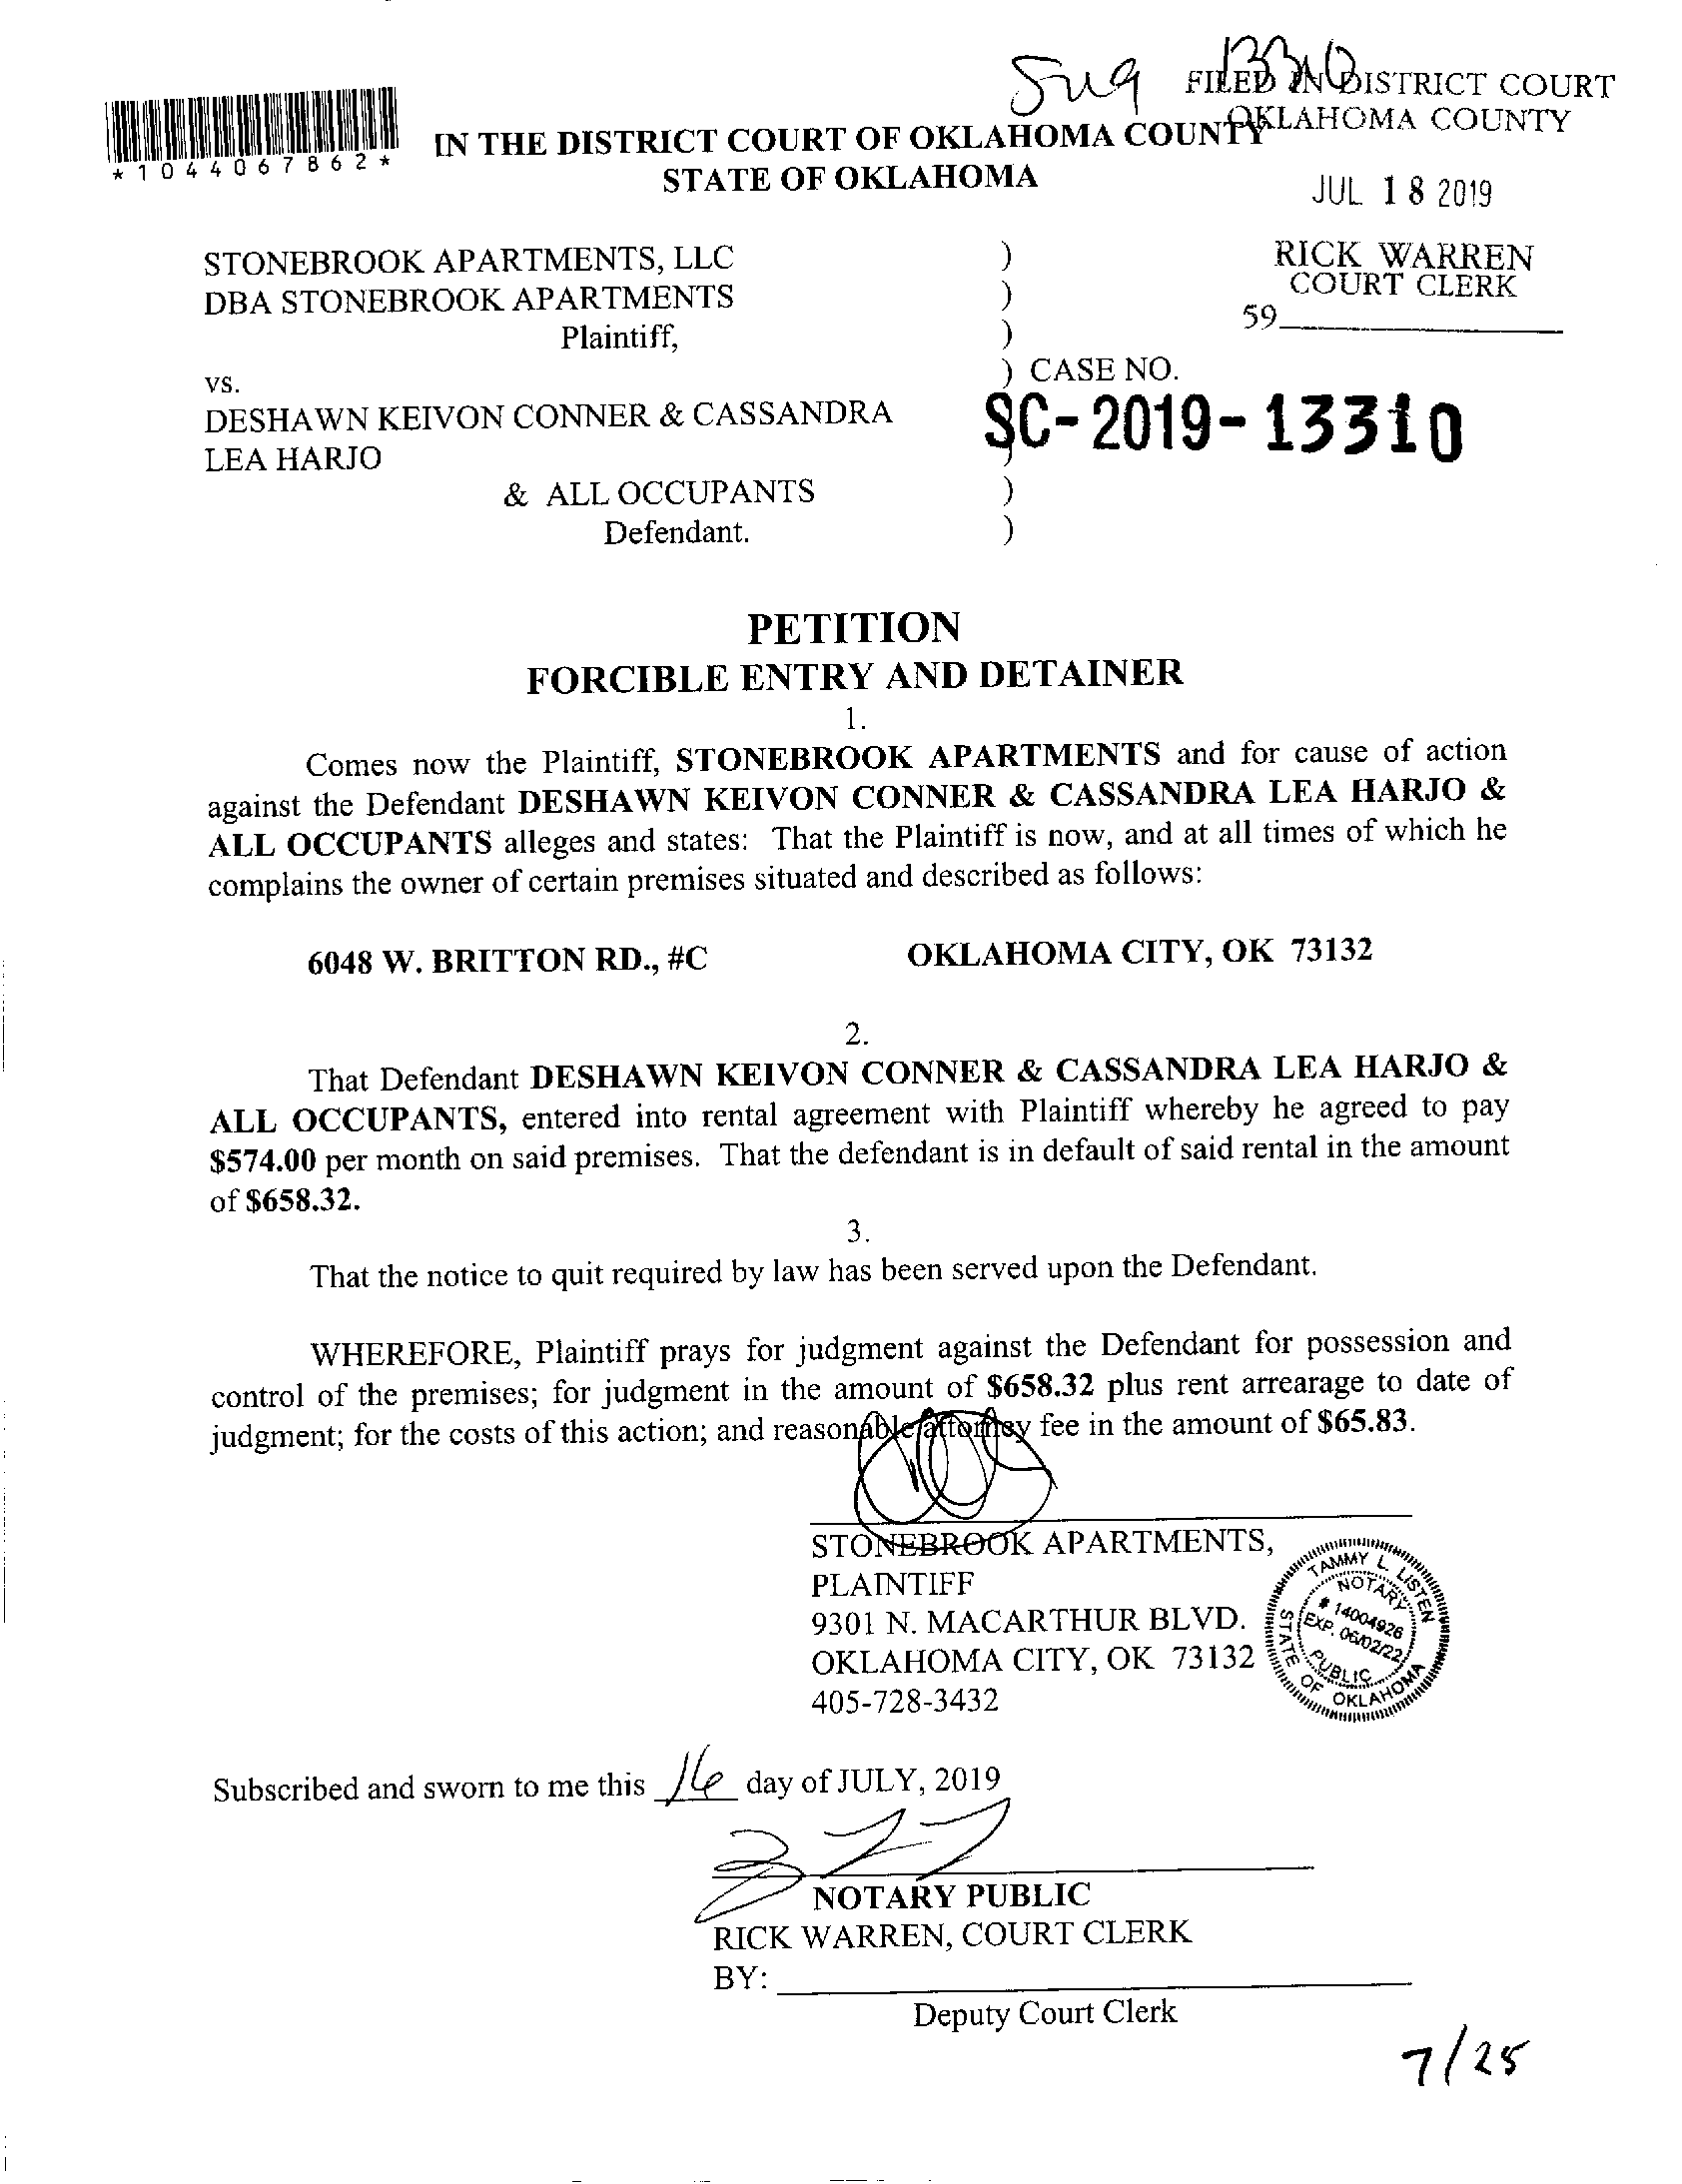 13310
FILED IN DISTRICT COURT
OKLAHOMA COUNTY
*1044067862*
IN THE DISTRICT COURT OF OKLAHOMA COUNTY
STATE OF OKLAHOMA
JUL 18 2019
RICK WARREN
COURT CLERK
59
STONEBROOK APARTMENTS, LLC )
DBA STONEBROOK APARTMENTS )
Plaintiff, )
vs. ) CASE NO.
DESHAWN KEIVON CONNER & CASSANDRA SC-2019-13310
LEA HARJO )
& ALL OCCUPANTS )
Defendant. )
PETITION
FORCIBLE ENTRY AND DETAINER
1.
Comes now the Plaintiff, STONEBROOK APARTMENTS and for cause of action
against the Defendant DESHAWN KEIVON CONNER & CASSANDRA LEA HARJO &
ALL OCCUPANTS alleges and states: That the Plaintiff is now, and at all times of which he
complains the owner of certain premises situated and described as follows:
6048 W. BRITTON RD., #C OKLAHOMA CITY, OK 73132
2.
That Defendant DESHAWN KEIVON CONNER & CASSANDRA LEA HARJO &
ALL OCCUPANTS, entered into rental agreement with Plaintiff whereby he agreed to pay
$574.00 per month on said premises. That the defendant is in default of said rental in the amount
of $658.32.
3.
That the notice to quit required by law has been served upon the Defendant.
WHEREFORE, Plaintiff prays for judgment against the Defendant for possession and
control of the premises; for judgment in the amount of $658.32 plus rent arrearage to date of
judgment; for the costs of this action; and reasonable attorney fee in the amount of $65.83.
STONEBROOK APARTMENTS,
PLAINTIFF
9301 N. MACARTHUR BLVD.
OKLAHOMA CITY, OK 73132
405-728-3432
TAMMY L. LISTEN
NOTARY
# 14004926
EXP. 06/02/22
PUBLIC
STATE OF OKLAHOMA
Subscribed and sworn to me this 16 day of JULY, 2019
NOTARY PUBLIC
RICK WARREN, COURT CLERK
BY:
Deputy Court Clerk
7/25